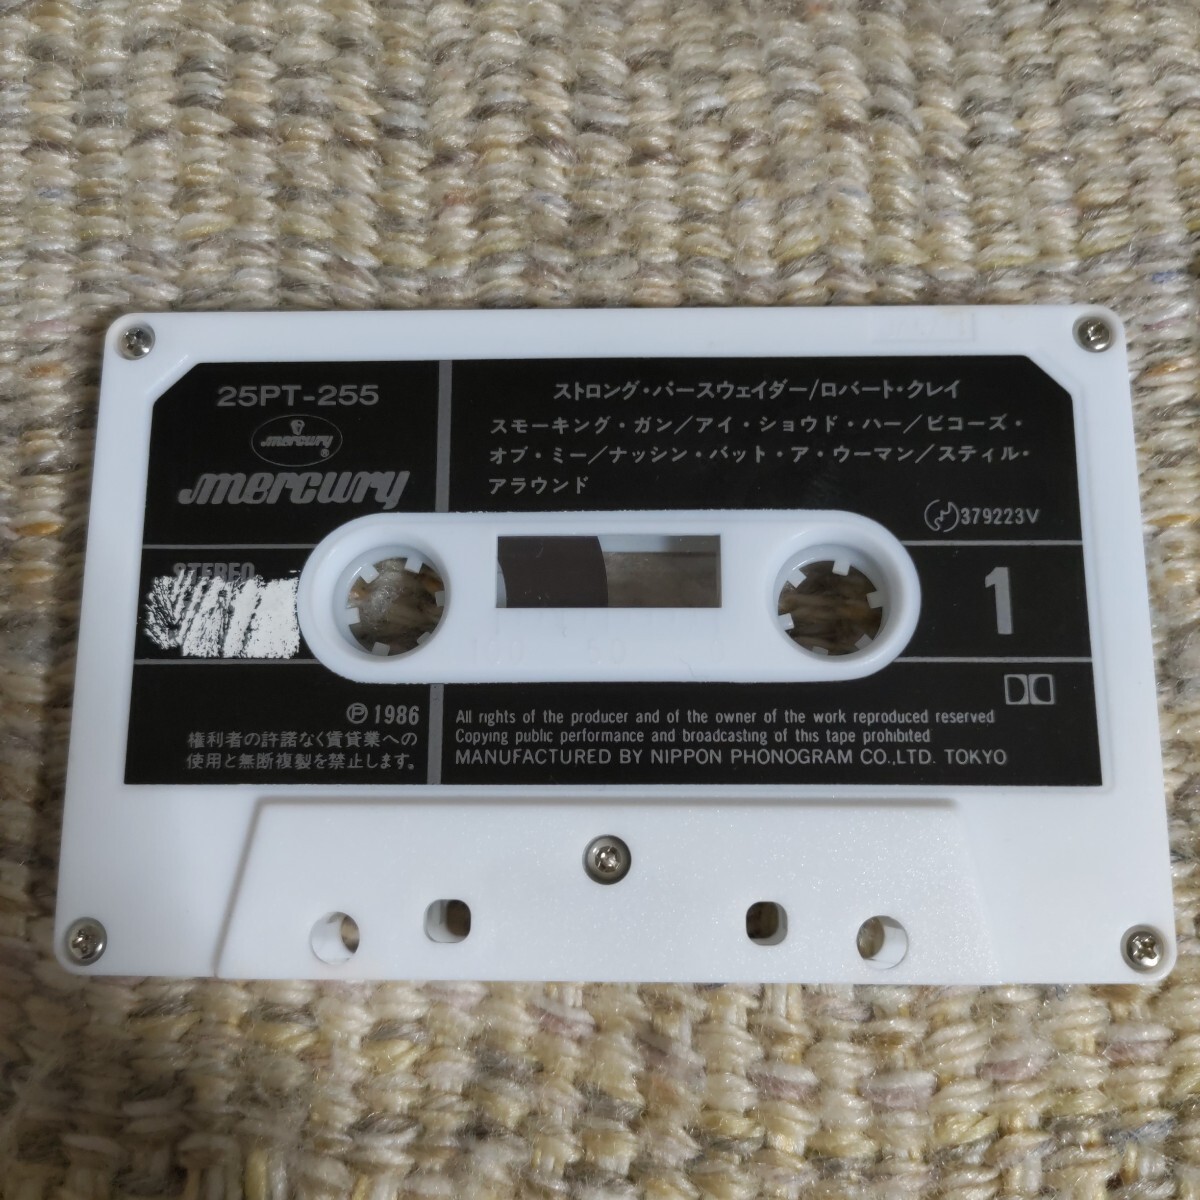 25PT-255
mercury
®
mercury
ストロング・パースウェイダー/ロバート・クレイ
スモーキング・ガン/アイ・ショウド・ハー/ビコーズ・
オブ・ミー/ナッシン・バット・ア・ウーマン/スティル・
アラウンド
379223V
STEREO
1
Ⓟ1986
権利者の許諾なく賃貸業への
使用と無断複製を禁止します。
All rights of the producer and of the owner of the work reproduced reserved
Copying public performance and broadcasting of this tape prohibited
MANUFACTURED BY NIPPON PHONOGRAM CO.,LTD. TOKYO